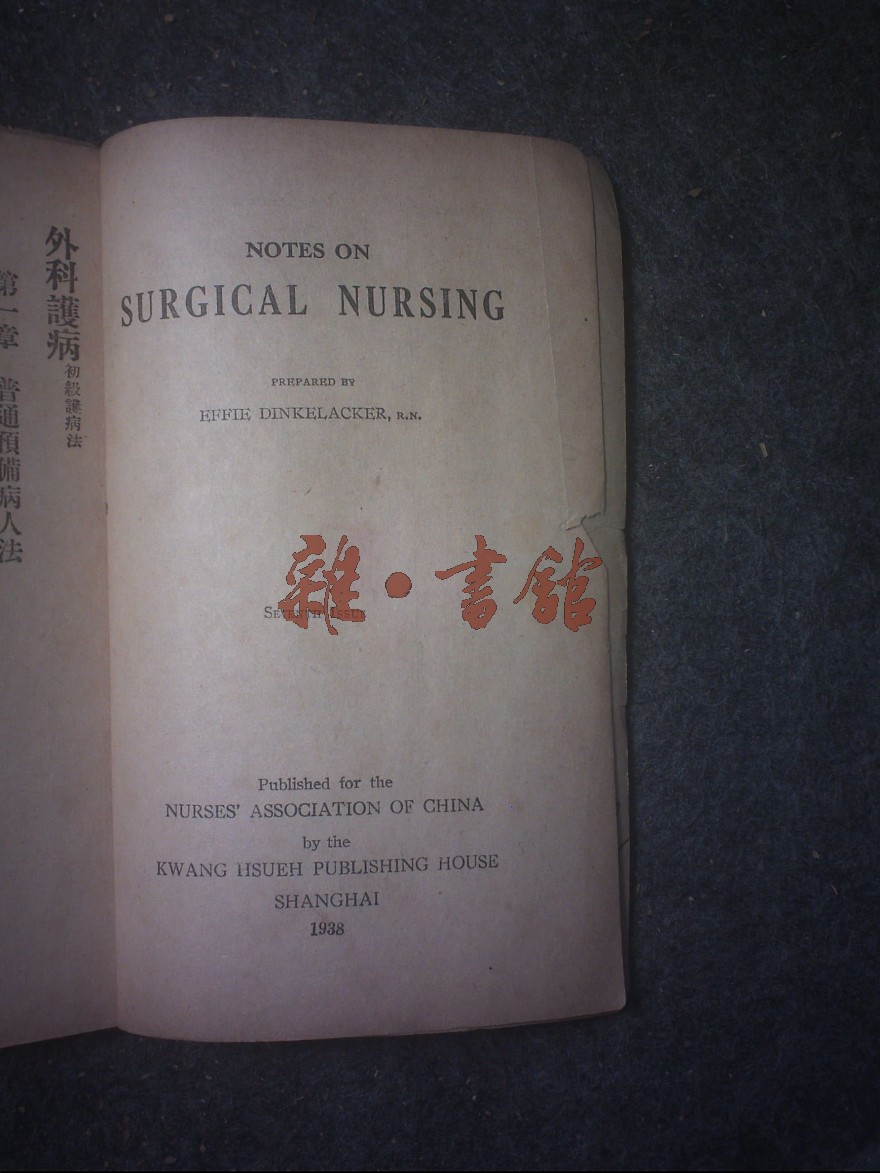 外科護病 初級護病法
第一章 普通預備病人法
NOTES ON
SURGICAL NURSING
PREPARED BY
EFFIE DINKELACKER, R.N.
SEVENTH ISSUE
雜·書館
Published for the
NURSES' ASSOCIATION OF CHINA
by the
KWANG HSUEH PUBLISHING HOUSE
SHANGHAI
1938